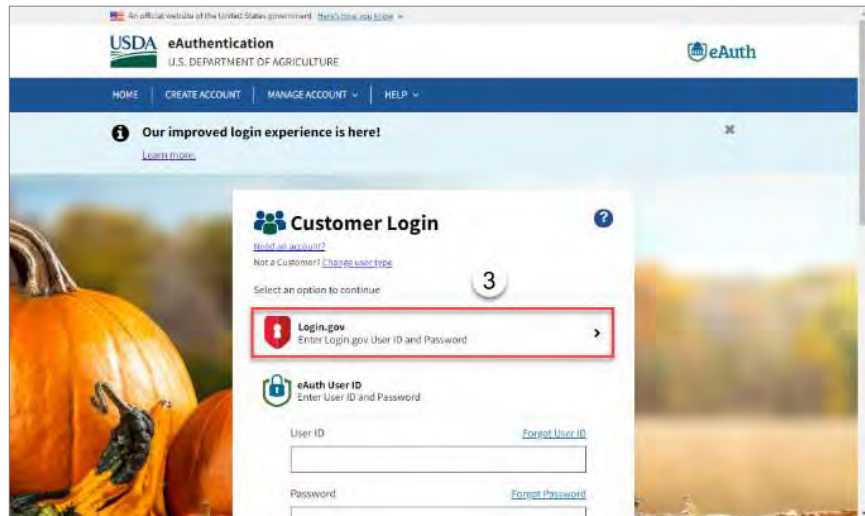 An official website of the United States government Here's how you know
USDA eAuthentication
U.S. DEPARTMENT OF AGRICULTURE
eAuth
HOME CREATE ACCOUNT MANAGE ACCOUNT HELP
Our improved login experience is here!
Learn more.
Customer Login
Need an account?
Not a Customer? Change user type
3
Select an option to continue
Login.gov
Enter Login.gov User ID and Password
eAuth User ID
Enter User ID and Password
User ID Forgot User ID
Password Forgot Password